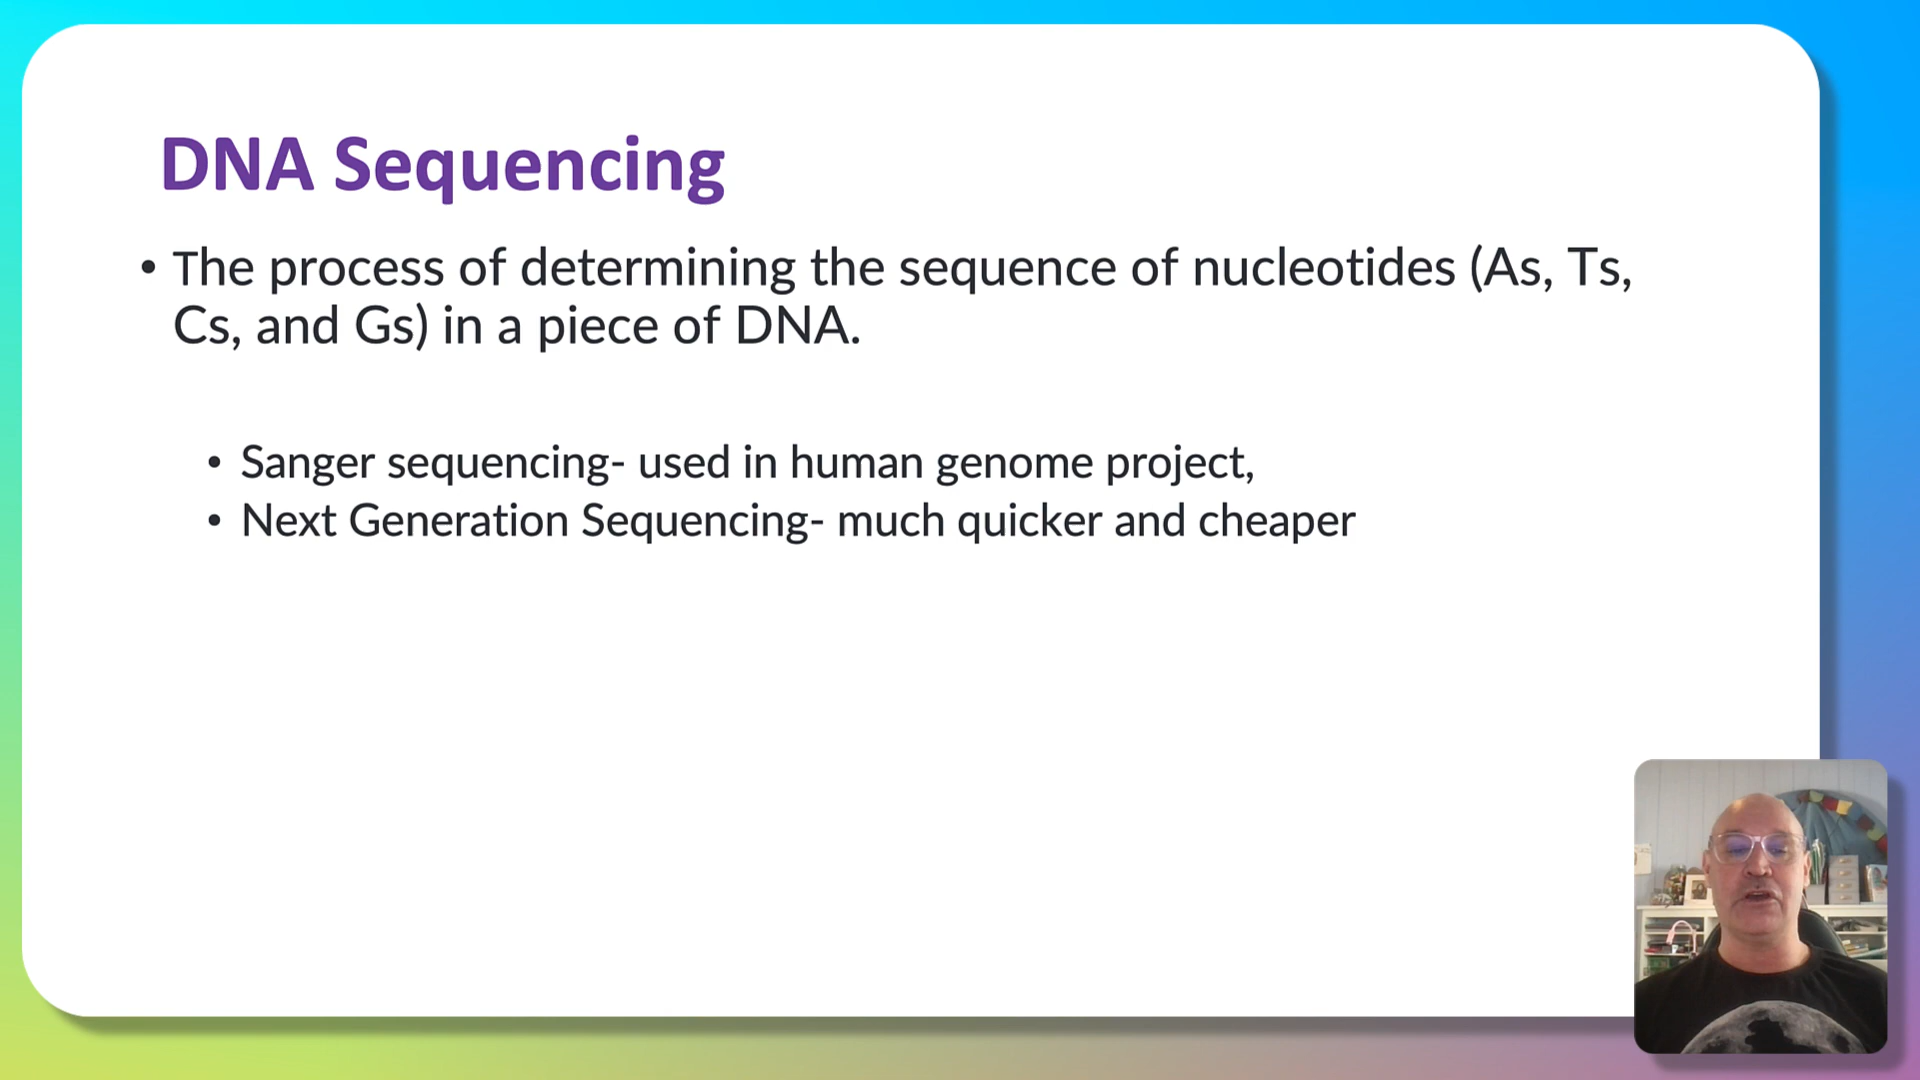 DNA Sequencing
• The process of determining the sequence of nucleotides (As, Ts,
Cs, and Gs) in a piece of DNA.
• Sanger sequencing- used in human genome project,
• Next Generation Sequencing- much quicker and cheaper